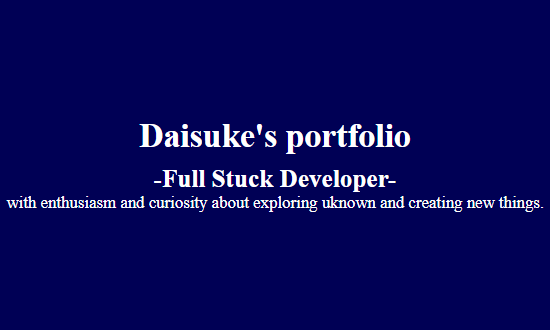 Daisuke's portfolio
-Full Stuck Developer-
with enthusiasm and curiosity about exploring uknown and creating new things.